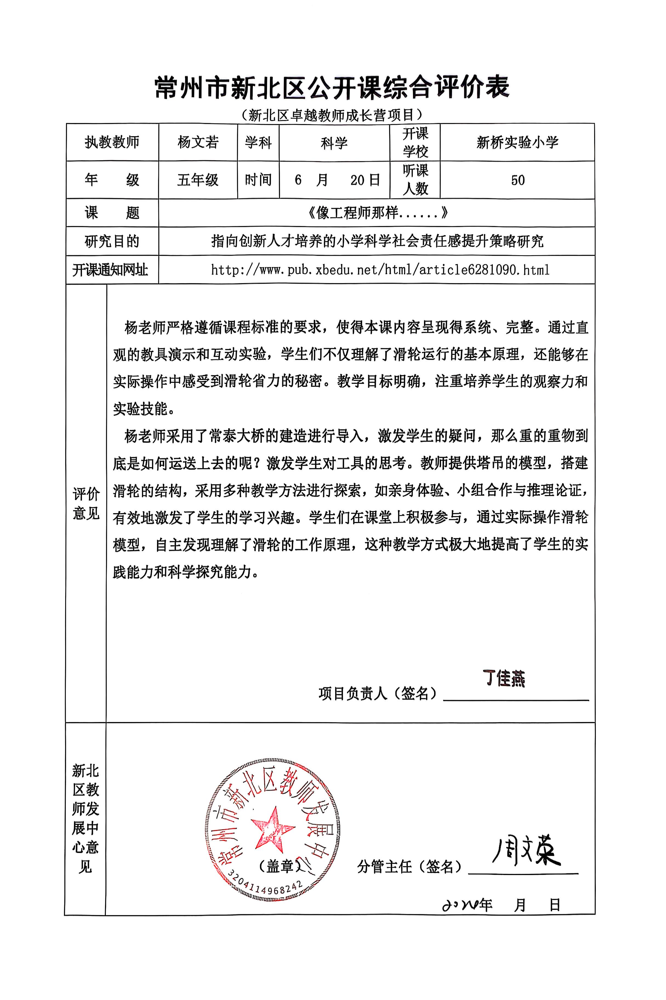 常州市新北区公开课综合评价表
（新北区卓越教师成长营项目）
执教教师 杨文若 学科 科学 开课学校 新桥实验小学
年 级 五年级 时间 6 月 20日 听课人数 50
课 题 《像工程师那样......》
研究目的 指向创新人才培养的小学科学社会责任感提升策略研究
开课通知网址 http://www.pub.xbedu.net/html/article6281090.html
评价意见
杨老师严格遵循课程标准的要求，使得本课内容呈现得系统、完整。通过直
观的教具演示和互动实验，学生们不仅理解了滑轮运行的基本原理，还能够在
实际操作中感受到滑轮省力的秘密。教学目标明确，注重培养学生的观察力和
实验技能。
杨老师采用了常泰大桥的建造进行导入，激发学生的疑问，那么重的重物到
底是如何运送上去的呢？激发学生对工具的思考。教师提供塔吊的模型，搭建
滑轮的结构，采用多种教学方法进行探索，如亲身体验、小组合作与推理论证，
有效地激发了学生的学习兴趣。学生们在课堂上积极参与，通过实际操作滑轮
模型，自主发现理解了滑轮的工作原理，这种教学方式极大地提高了学生的实
践能力和科学探究能力。
项目负责人（签名） 丁佳燕
新北区教师发展中心意见
常州市新北区教师发展中心
3204114968242
（盖章） 分管主任（签名） 周文荣
年 月 日